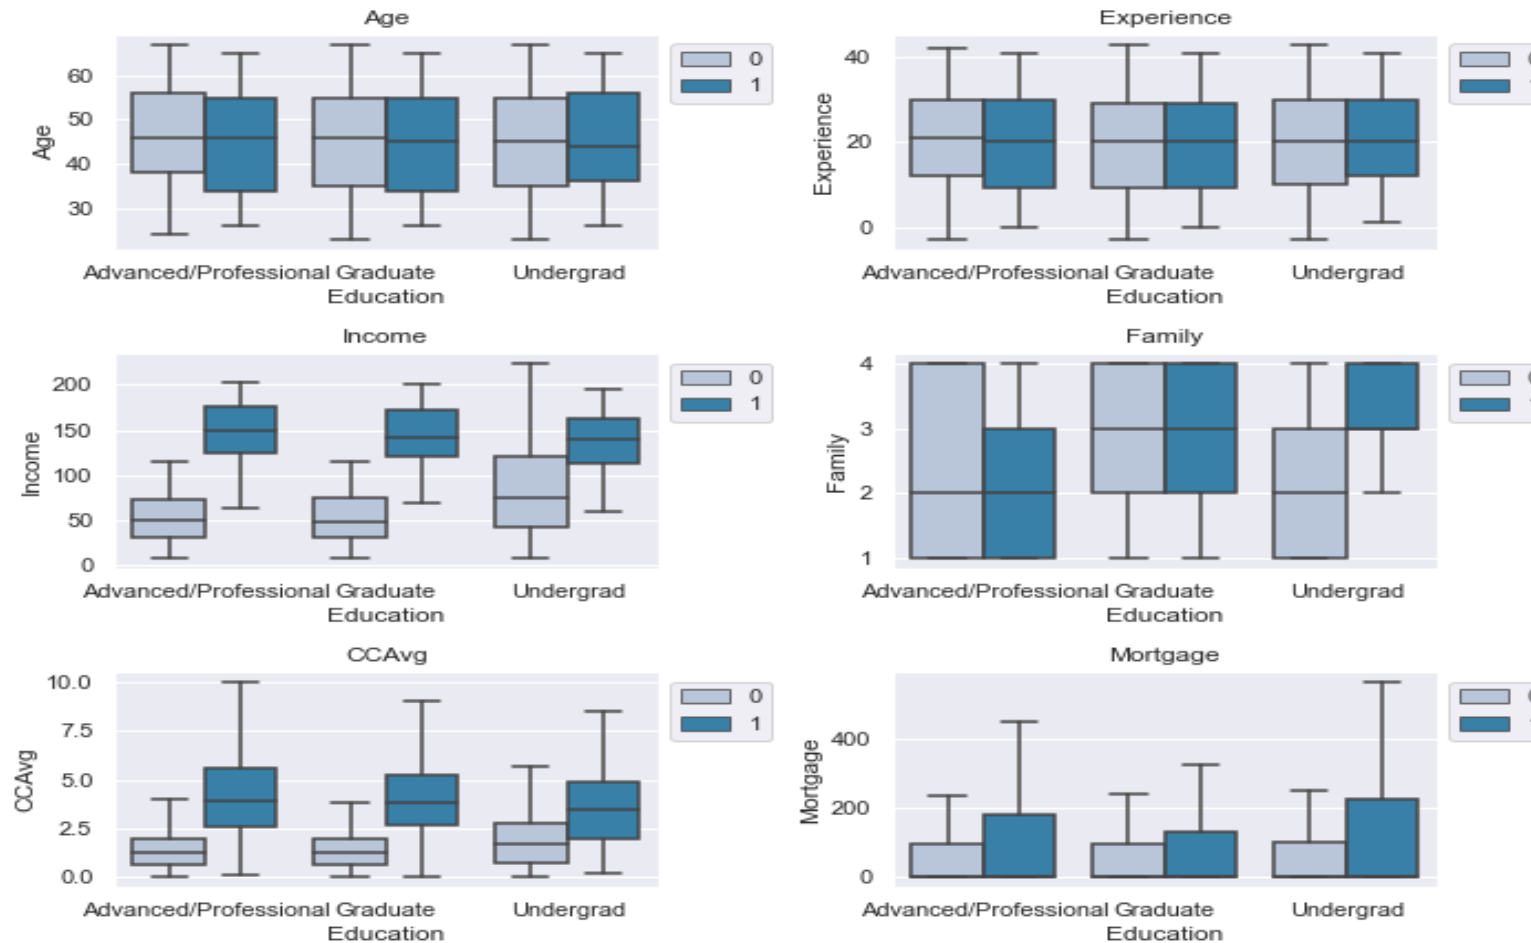 Age
60
50
40
30
Age
0
1
Advanced/Professional Graduate Undergrad
Education
Experience
40
20
0
Experience
Advanced/Professional Graduate Undergrad
Education
Income
200
150
100
50
0
Income
0
1
Advanced/Professional Graduate Undergrad
Education
Family
4
3
2
1
Family
Advanced/Professional Graduate Undergrad
Education
CCAvg
10.0
7.5
5.0
2.5
0.0
CCAvg
0
1
Advanced/Professional Graduate Undergrad
Education
Mortgage
400
200
0
Mortgage
Advanced/Professional Graduate Undergrad
Education